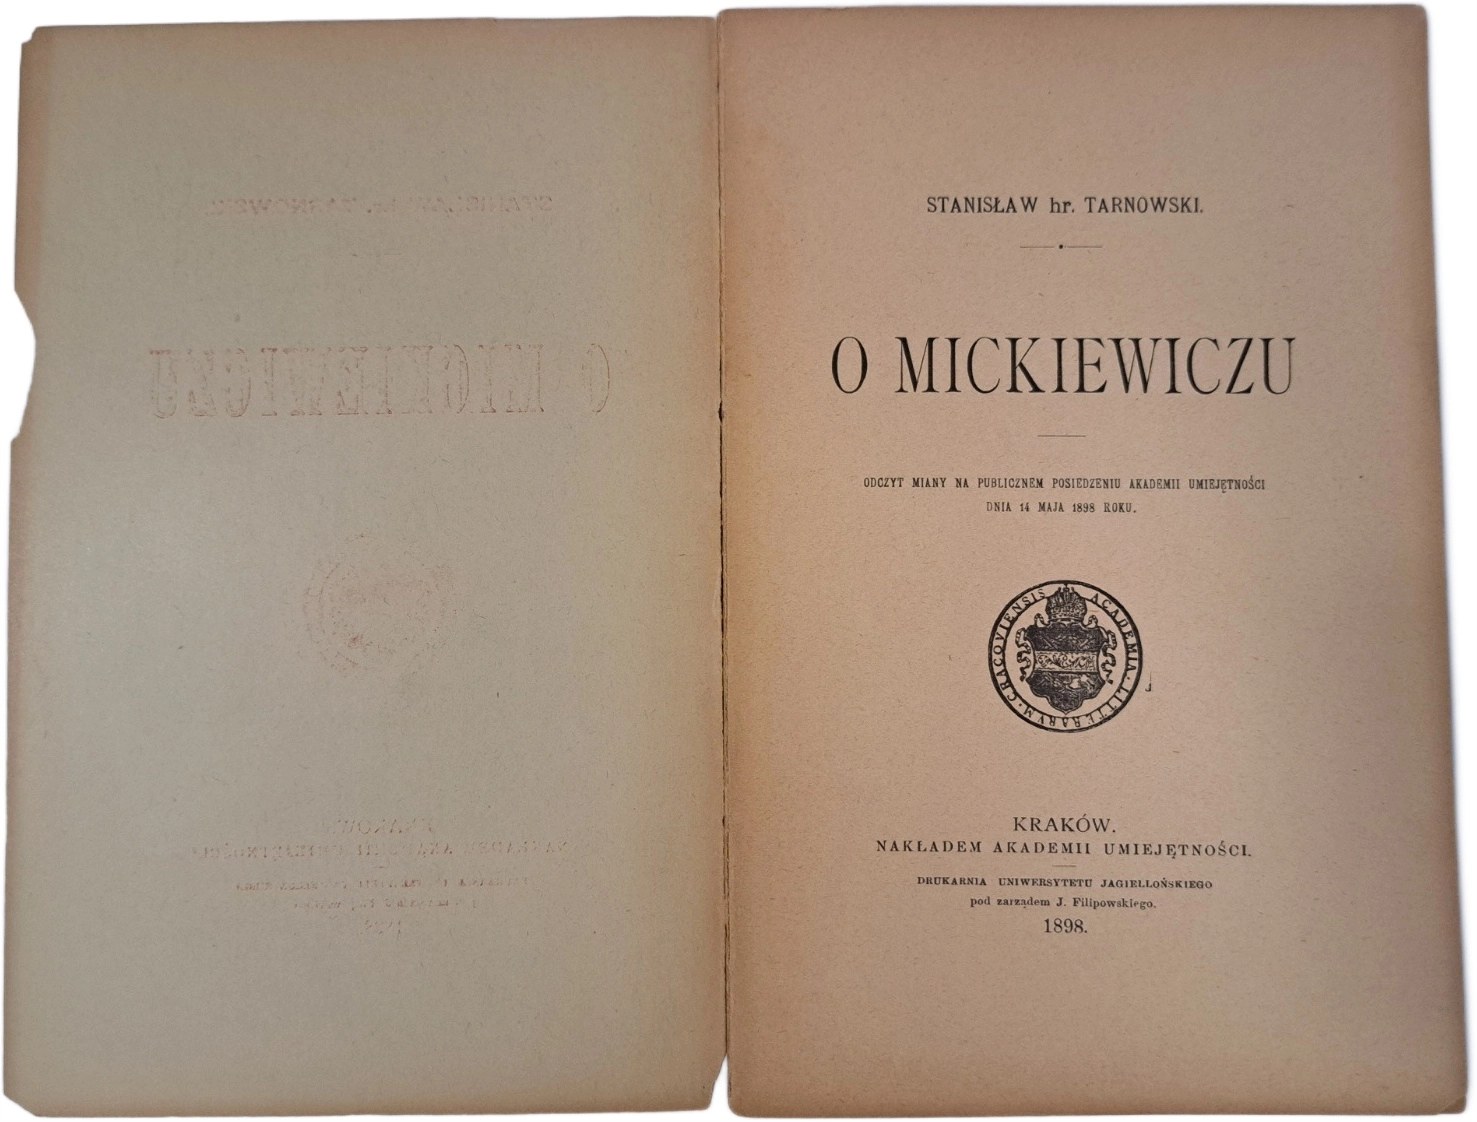 STANISŁAW hr. TARNOWSKI.
O MICKIEWICZU
ODCZYT MIANY NA PUBLICZNEM POSIEDZENIU AKADEMII UMIEJĘTNOŚCI
DNIA 14 MAJA 1898 ROKU.
ACADEMIA · LITTERARVM · CRACOVIENSIS
KRAKÓW.
NAKŁADEM AKADEMII UMIEJĘTNOŚCI.
DRUKARNIA UNIWERSYTETU JAGIELLOŃSKIEGO
pod zarządem J. Filipowskiego.
1898.